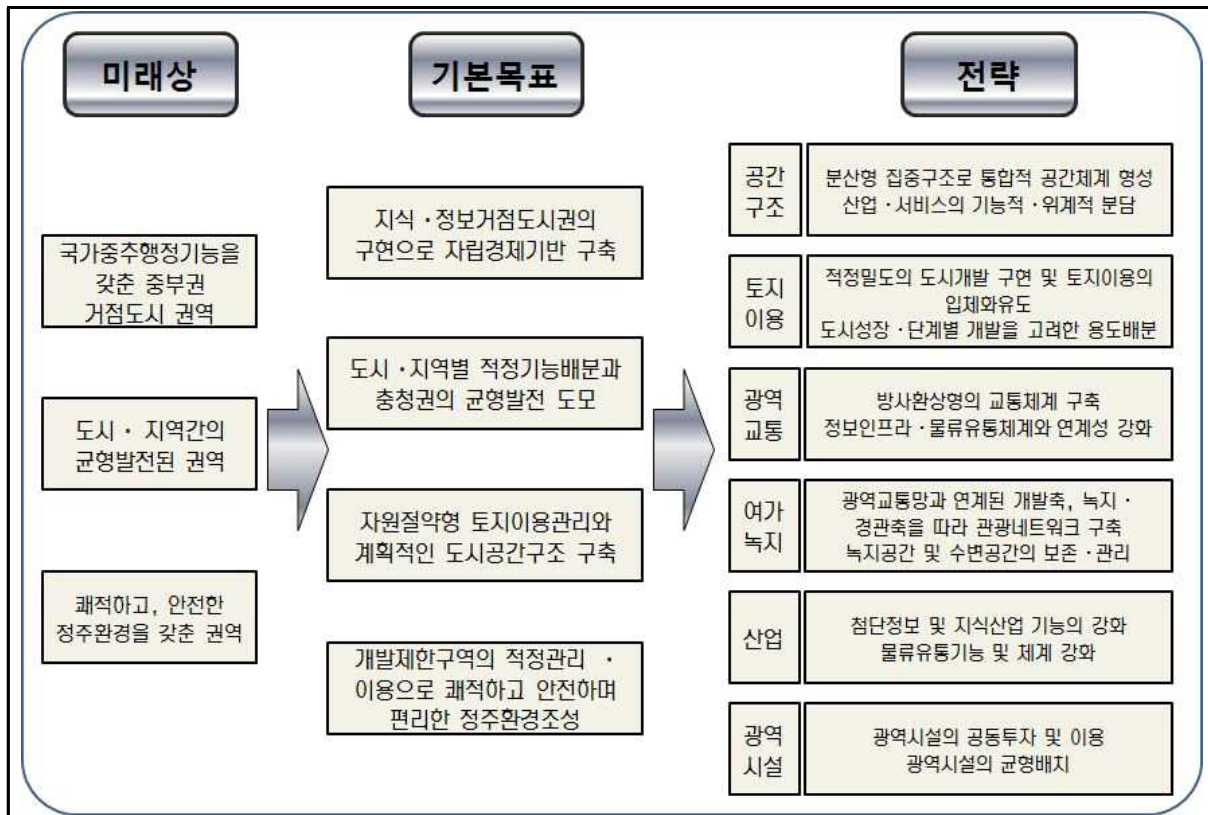 미래상
기본목표
전략
국가중추행정기능을
갖춘 중부권
거점도시 권역
도시 · 지역간의
균형발전된 권역
쾌적하고, 안전한
정주환경을 갖춘 권역
지식 · 정보거점도시권의
구현으로 자립경제기반 구축
도시 · 지역별 적정기능배분과
충청권의 균형발전 도모
자원절약형 토지이용관리와
계획적인 도시공간구조 구축
개발제한구역의 적정관리 ·
이용으로 쾌적하고 안전하며
편리한 정주환경조성
공간
구조
분산형 집중구조로 통합적 공간체계 형성
산업 · 서비스의 기능적 · 위계적 분담
토지
이용
적정밀도의 도시개발 구현 및 토지이용의
입체화유도
도시성장 · 단계별 개발을 고려한 용도배분
광역
교통
방사환상형의 교통체계 구축
정보인프라 · 물류유통체계와 연계성 강화
여가
녹지
광역교통망과 연계된 개발축, 녹지 ·
경관축을 따라 관광네트워크 구축
녹지공간 및 수변공간의 보존 · 관리
산업
첨단정보 및 지식산업 기능의 강화
물류유통기능 및 체계 강화
광역
시설
광역시설의 공동투자 및 이용
광역시설의 균형배치